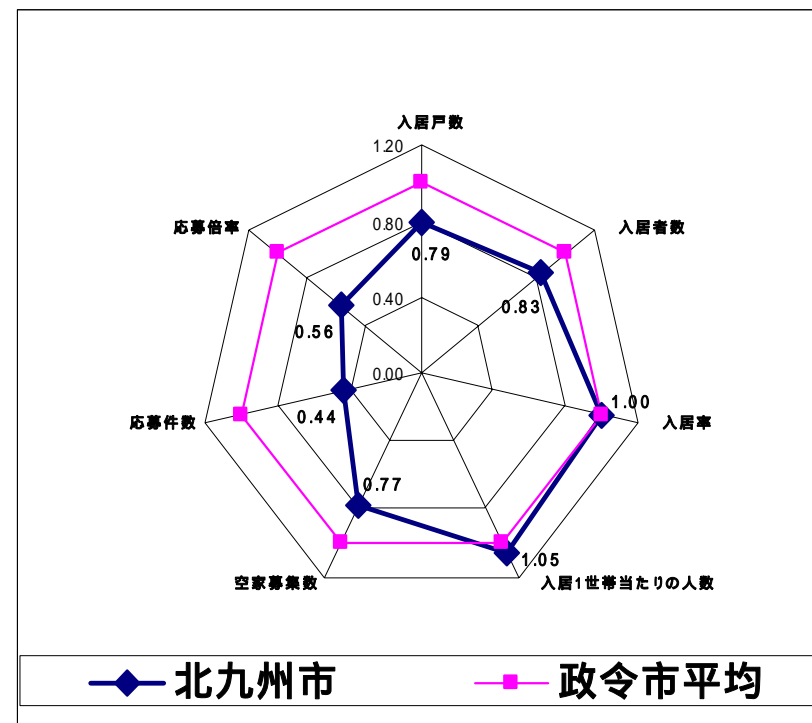 入居戸数
1.20
応募倍率
入居者数
0.80
0.79
0.83
0.40
0.56
0.00
1.00
応募件数
0.44
入居率
0.77
1.05
空家募集数
入居1世帯当たりの人数
北九州市
政令市平均